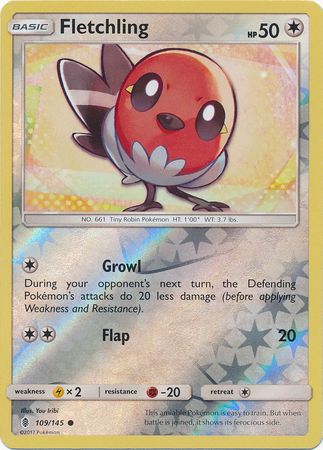 BASIC Fletchling HP 50
NO. 661 Tiny Robin Pokémon HT: 1'00" WT: 3.7 lbs.
Growl
During your opponent's next turn, the Defending
Pokémon's attacks do 20 less damage (before applying
Weakness and Resistance).
Flap 20
weakness × 2 resistance -20 retreat
Illus. You Iribi
109/145
©2017 Pokémon
This amiable Pokémon is easy to train. But when
battle is joined, it shows its ferocious side.